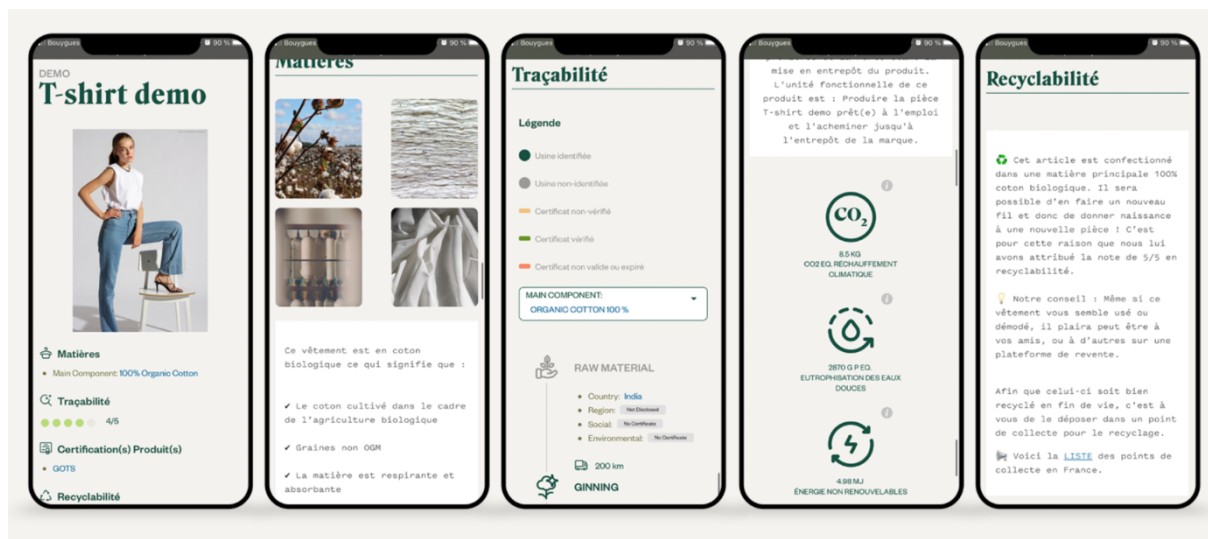 Bouygues
90 %
DEMO
T-shirt demo
Matières
Main Component: 100% Organic Cotton
Traçabilité
4/5
Certification(s) Produit(s)
GOTS
Recyclabilité
Bouygues
90 %
Matières
Ce vêtement est en coton
biologique ce qui signifie que :
✔ Le coton cultivé dans le cadre
de l'agriculture biologique
✔ Graines non OGM
✔ La matière est respirante et
absorbante
Bouygues
90 %
Traçabilité
Légende
Usine identifiée
Usine non-identifiée
Certificat non-vérifié
Certificat vérifié
Certificat non valide ou expiré
MAIN COMPONENT:
ORGANIC COTTON 100 %
RAW MATERIAL
Country: India
Region: Not Disclosed
Social: No Certificate
Environmental: No Certificate
200 km
GINNING
Bouygues
90 %
mise en entrepôt du produit.
L'unité fonctionnelle de ce
produit est : Produire la pièce
T-shirt demo prêt(e) à l'emploi
et l'acheminer jusqu'à
l'entrepôt de la marque.
CO2
8.5 KG
CO2 EQ. RÉCHAUFFEMENT
CLIMATIQUE
2870 G P EQ.
EUTROPHISATION DES EAUX
DOUCES
4.98 MJ
ÉNERGIE NON RENOUVELABLES
Bouygues
90 %
Recyclabilité
♻ Cet article est confectionné
dans une matière principale 100%
coton biologique. Il sera
possible d'en faire un nouveau
fil et donc de donner naissance
à une nouvelle pièce ! C'est
pour cette raison que nous lui
avons attribué la note de 5/5 en
recyclabilité.
💡 Notre conseil : Même si ce
vêtement vous semble usé ou
démodé, il plaira peut être à
vos amis, ou à d'autres sur une
plateforme de revente.
Afin que celui-ci soit bien
recyclé en fin de vie, c'est à
vous de le déposer dans un point
de collecte pour le recyclage.
Voici la LISTE des points de
collecte en France.